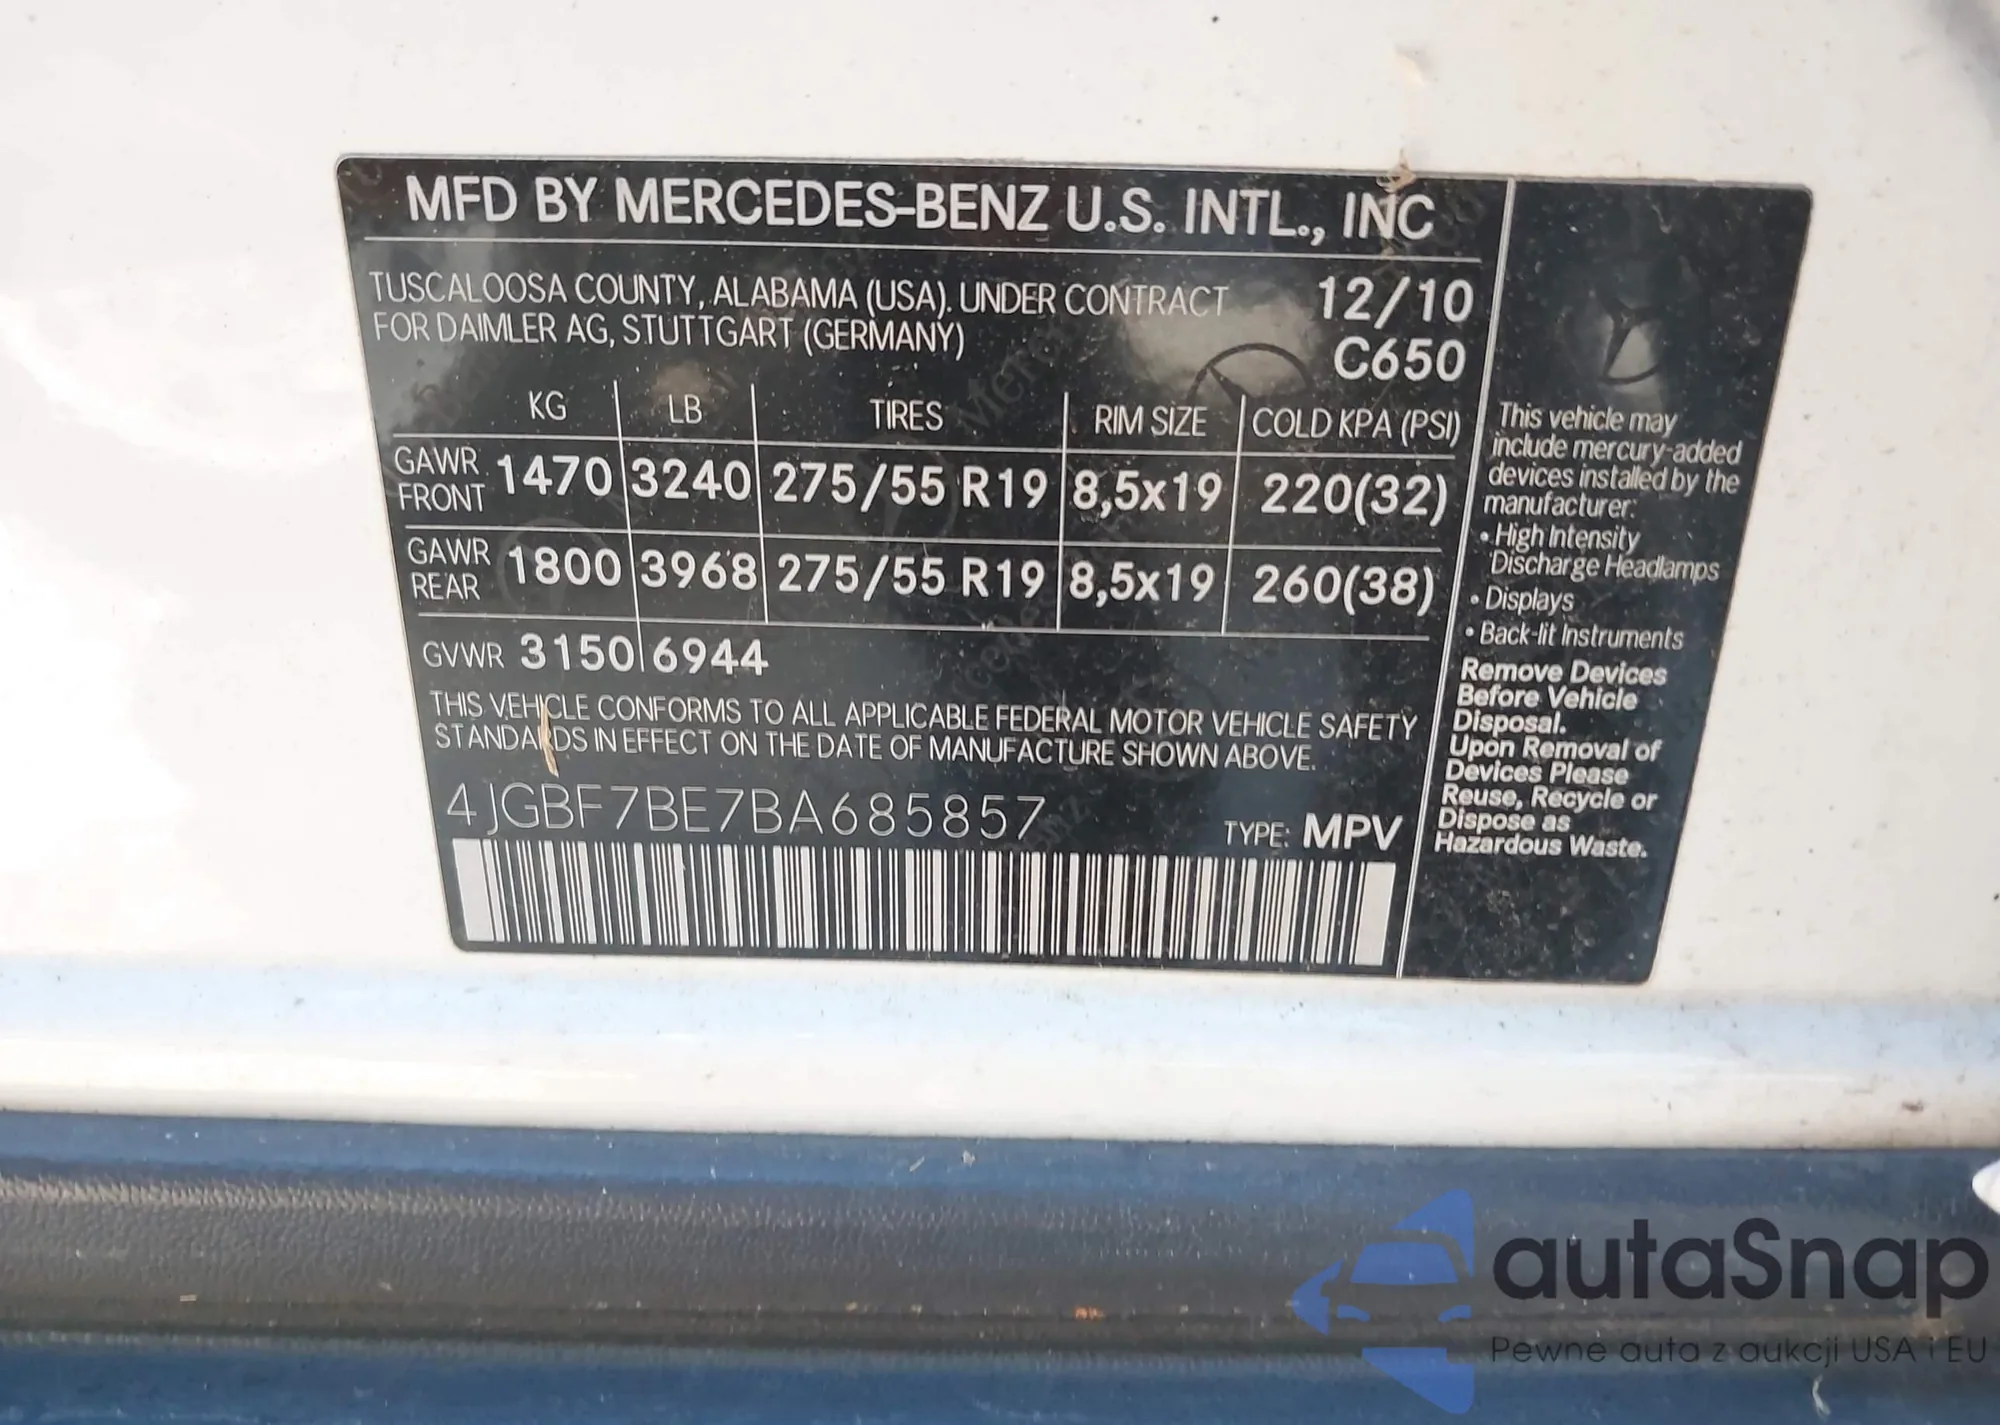 MFD BY MERCEDES-BENZ U.S. INTL., INC
TUSCALOOSA COUNTY, ALABAMA (USA). UNDER CONTRACT
FOR DAIMLER AG, STUTTGART (GERMANY)
12/10
C650
KG LB TIRES RIM SIZE COLD KPA (PSI)
GAWR FRONT 1470 3240 275/55 R19 8,5x19 220(32)
GAWR REAR 1800 3968 275/55 R19 8,5x19 260(38)
GVWR 3150 6944
THIS VEHICLE CONFORMS TO ALL APPLICABLE FEDERAL MOTOR VEHICLE SAFETY
STANDARDS IN EFFECT ON THE DATE OF MANUFACTURE SHOWN ABOVE.
4JGBF7BE7BA685857
TYPE: MPV
This vehicle may
include mercury-added
devices installed by the
manufacturer:
• High Intensity
Discharge Headlamps
• Displays
• Back-lit Instruments
Remove Devices
Before Vehicle
Disposal.
Upon Removal of
Devices Please
Reuse, Recycle or
Dispose as
Hazardous Waste.
autaSnap
Pewne auta z aukcji USA i EU